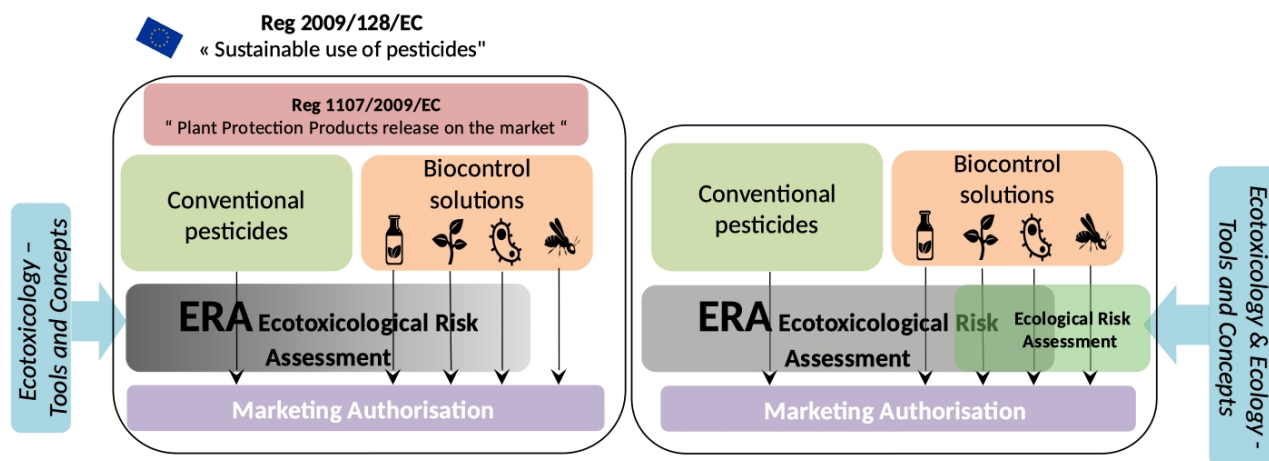 Reg 2009/128/EC
« Sustainable use of pesticides"
Reg 1107/2009/EC
“ Plant Protection Products release on the market “
Conventional
pesticides
Biocontrol
solutions
Ecotoxicology –
Tools and Concepts
ERA Ecotoxicological Risk
Assessment
Marketing Authorisation
Conventional
pesticides
Biocontrol
solutions
ERA Ecotoxicological Risk
Assessment
Ecological Risk
Assessment
Marketing Authorisation
Ecotoxicology & Ecology -
Tools and Concepts